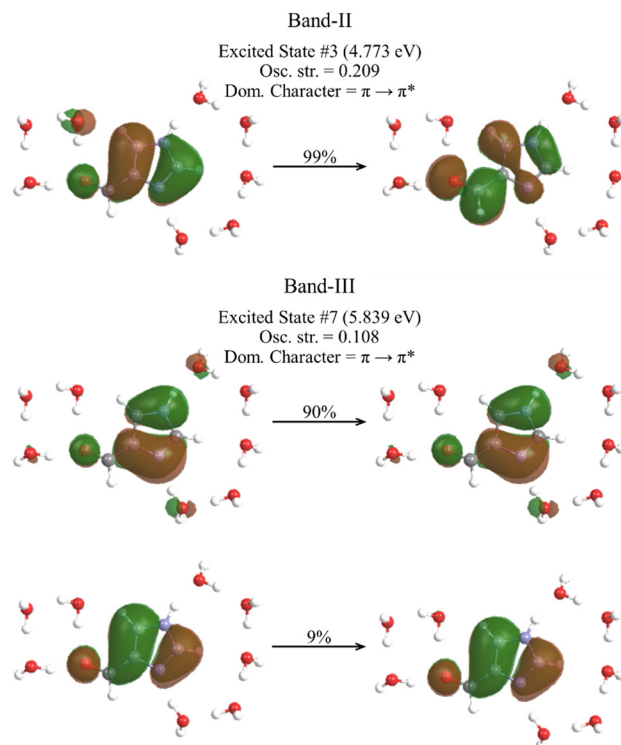 Band-II
Excited State #3 (4.773 eV)
Osc. str. = 0.209
Dom. Character = π → π*
99%
Band-III
Excited State #7 (5.839 eV)
Osc. str. = 0.108
Dom. Character = π → π*
90%
9%